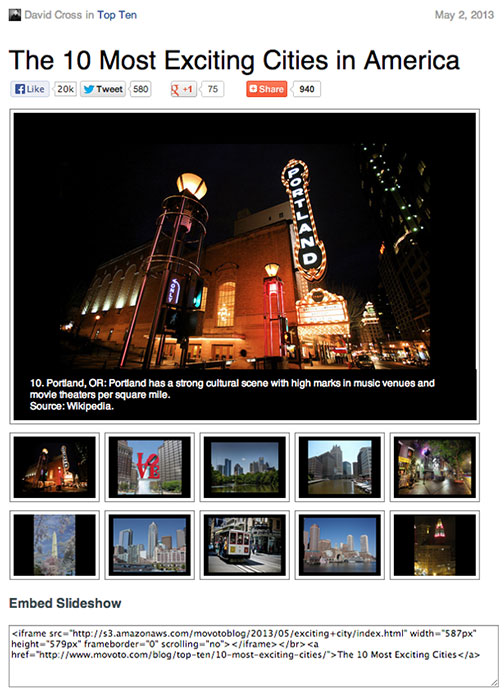 David Cross in Top Ten
May 2, 2013
The 10 Most Exciting Cities in America
Like 20k Tweet 580 +1 75 Share 940
PORTLAND
ONLY
10. Portland, OR: Portland has a strong cultural scene with high marks in music venues and
movie theaters per square mile.
Source: Wikipedia.
LOVE
Embed Slideshow
<iframe src="http://s3.amazonaws.com/movotoblog/2013/05/exciting+city/index.html" width="587px"
height="579px" frameborder="0" scrolling="no"></iframe></br><a
href="http://www.movoto.com/blog/top-ten/10-most-exciting-cities/">The 10 Most Exciting Cities</a>